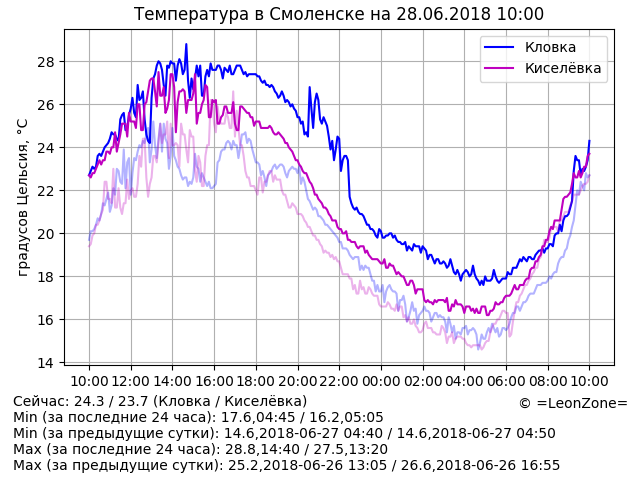 Температура в Смоленске на 28.06.2018 10:00
Кловка
Киселёвка
градусов Цельсия, °C
28
26
24
22
20
18
16
14
10:00 12:00 14:00 16:00 18:00 20:00 22:00 00:00 02:00 04:00 06:00 08:00 10:00
Сейчас: 24.3 / 23.7 (Кловка / Киселёвка)
© =LeonZone=
Min (за последние 24 часа): 17.6,04:45 / 16.2,05:05
Min (за предыдущие сутки): 14.6,2018-06-27 04:40 / 14.6,2018-06-27 04:50
Max (за последние 24 часа): 28.8,14:40 / 27.5,13:20
Max (за предыдущие сутки): 25.2,2018-06-26 13:05 / 26.6,2018-06-26 16:55